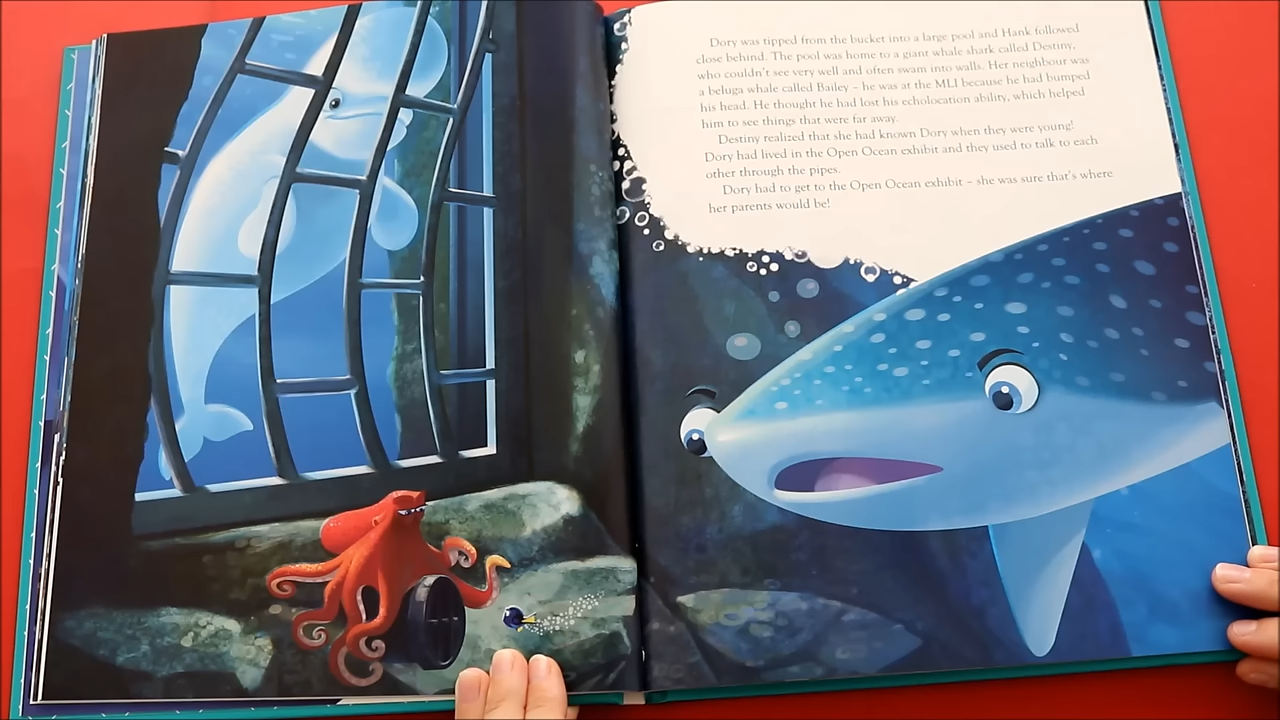 Dory was tipped from the bucket into a large pool and Hank followed
close behind. The pool was home to a giant whale shark called Destiny,
who couldn't see very well and often swam into walls. Her neighbour was
a beluga whale called Bailey – he was at the MLI because he had bumped
his head. He thought he had lost his echolocation ability, which helped
him to see things that were far away.
Destiny realized that she had known Dory when they were young!
Dory had lived in the Open Ocean exhibit and they used to talk to each
other through the pipes.
Dory had to get to the Open Ocean exhibit – she was sure that's where
her parents would be!